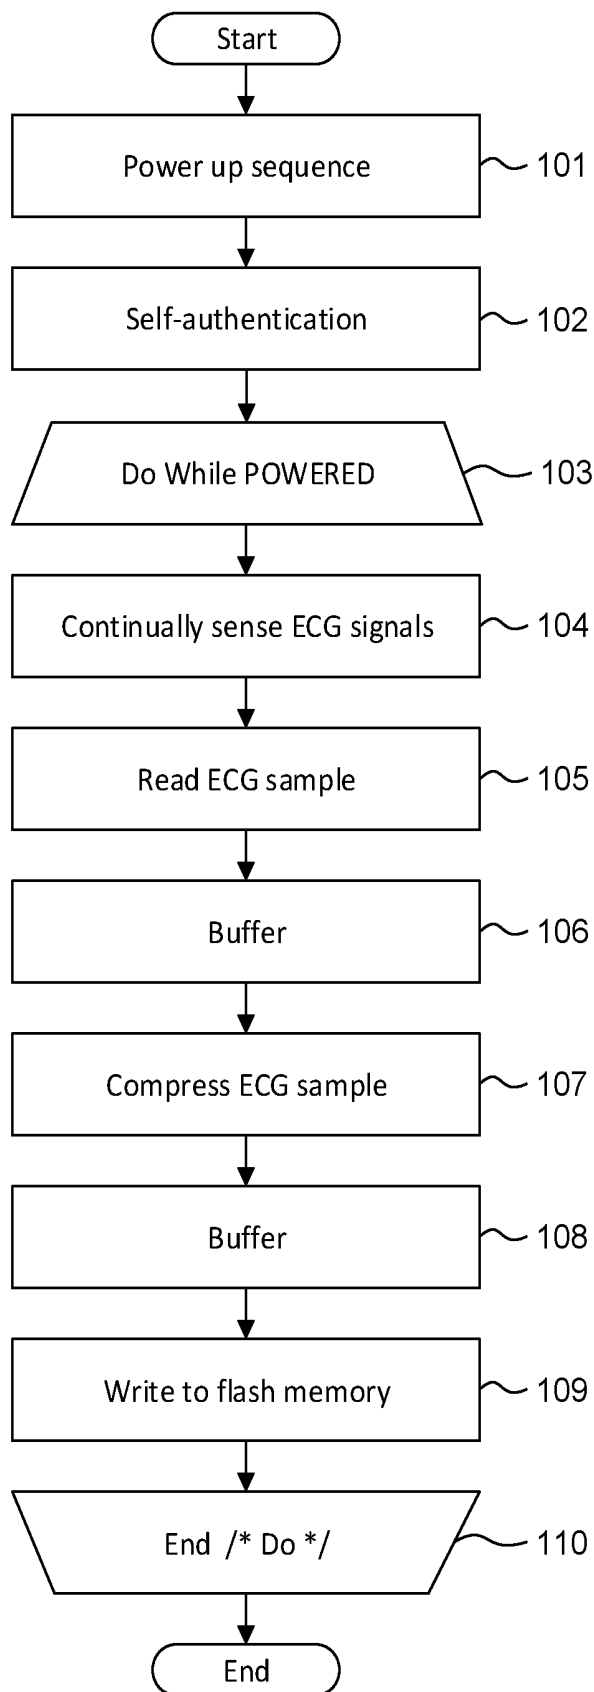 Start
Power up sequence
101
Self-authentication
102
Do While POWERED
103
Continually sense ECG signals
104
Read ECG sample
105
Buffer
106
Compress ECG sample
107
Buffer
108
Write to flash memory
109
End /* Do */
110
End